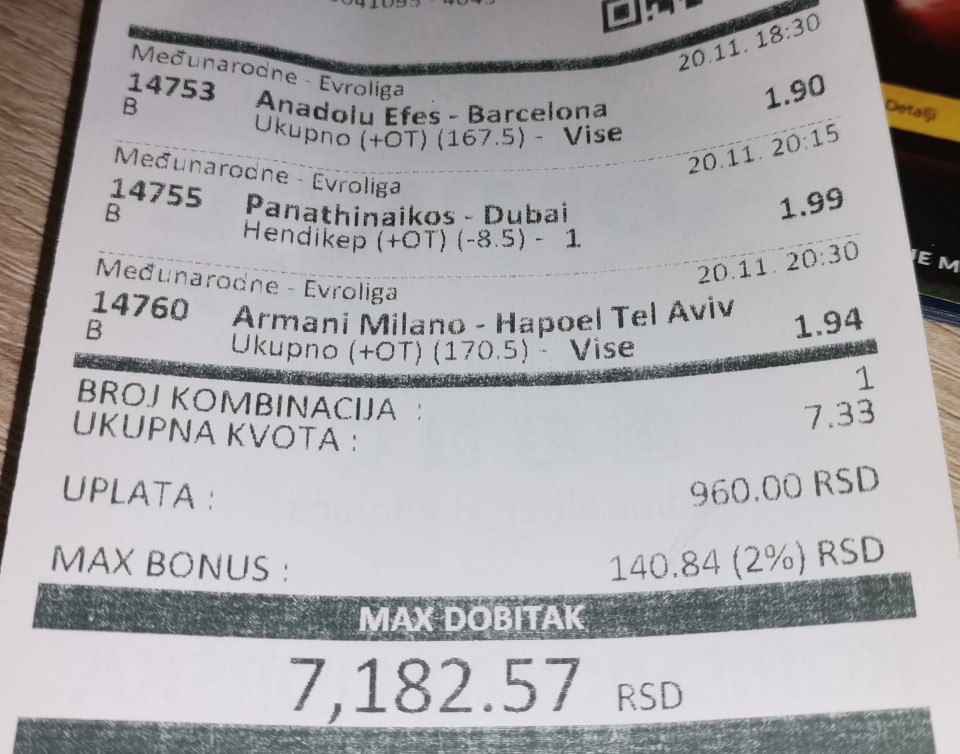 20.11. 18:30
Međunarodne - Evroliga
14753 Anadolu Efes - Barcelona 1.90
B Ukupno (+OT) (167.5) - Vise
20.11. 20:15
Međunarodne - Evroliga
14755 Panathinaikos - Dubai 1.99
B Hendikep (+OT) (-8.5) - 1
20.11. 20:30
Međunarodne - Evroliga
14760 Armani Milano - Hapoel Tel Aviv 1.94
B Ukupno (+OT) (170.5) - Vise
BROJ KOMBINACIJA : 1
UKUPNA KVOTA : 7.33
UPLATA : 960.00 RSD
MAX BONUS : 140.84 (2%) RSD
MAX DOBITAK
7,182.57 RSD
Detalji